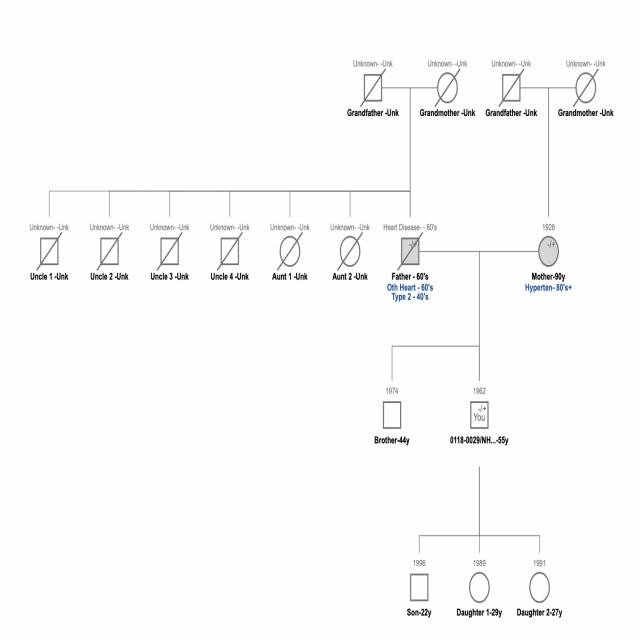 Unknown- -Unk
Unknown- -Unk
Unknown- -Unk
Unknown- -Unk
Grandfather -Unk
Grandmother -Unk
Grandfather -Unk
Grandmother -Unk
Unknown- -Unk
Unknown- -Unk
Unknown- -Unk
Unknown- -Unk
Unknown- -Unk
Unknown- -Unk
Heart Disease- - 60's
1928
-/+
-/+
Uncle 1 -Unk
Uncle 2 -Unk
Uncle 3 -Unk
Uncle 4 -Unk
Aunt 1 -Unk
Aunt 2 -Unk
Father - 60's
Mother-90y
Oth Heart - 60's
Hyperten- 80's+
Type 2 - 40's
1974
1962
-/+
You
Brother-44y
0118-0029/NH...-55y
1996
1989
1991
Son-22y
Daughter 1-29y
Daughter 2-27y